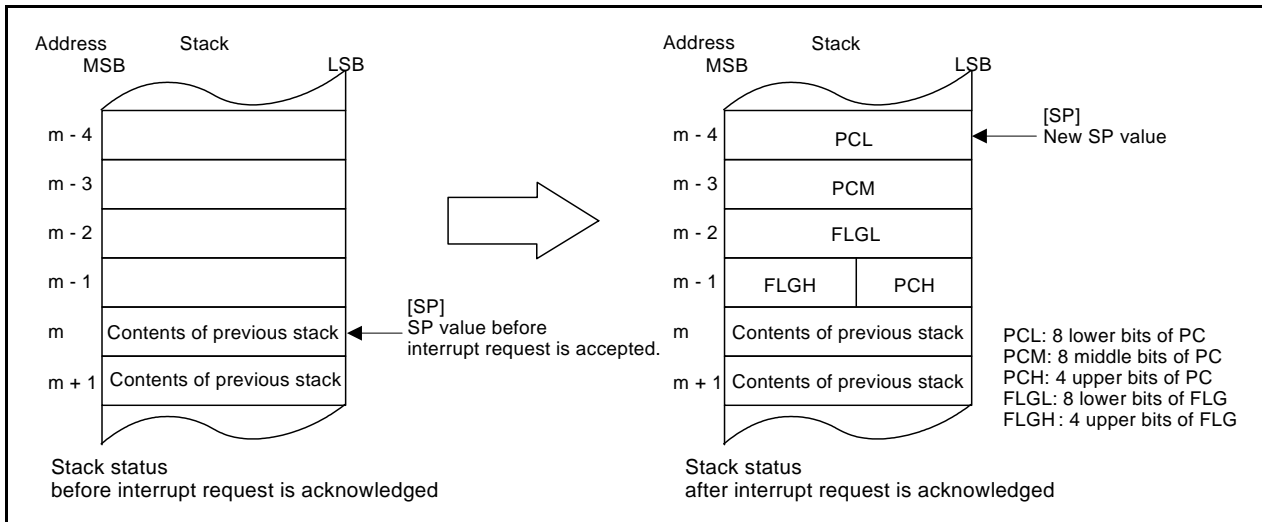 Address Stack
MSB LSB
m - 4
m - 3
m - 2
m - 1
[SP]
SP value before
interrupt request is accepted.
m Contents of previous stack
m + 1 Contents of previous stack
Stack status
before interrupt request is acknowledged
Address Stack
MSB LSB
m - 4 PCL
[SP]
New SP value
m - 3 PCM
m - 2 FLGL
m - 1 FLGH PCH
m Contents of previous stack
m + 1 Contents of previous stack
PCL: 8 lower bits of PC
PCM: 8 middle bits of PC
PCH: 4 upper bits of PC
FLGL: 8 lower bits of FLG
FLGH : 4 upper bits of FLG
Stack status
after interrupt request is acknowledged